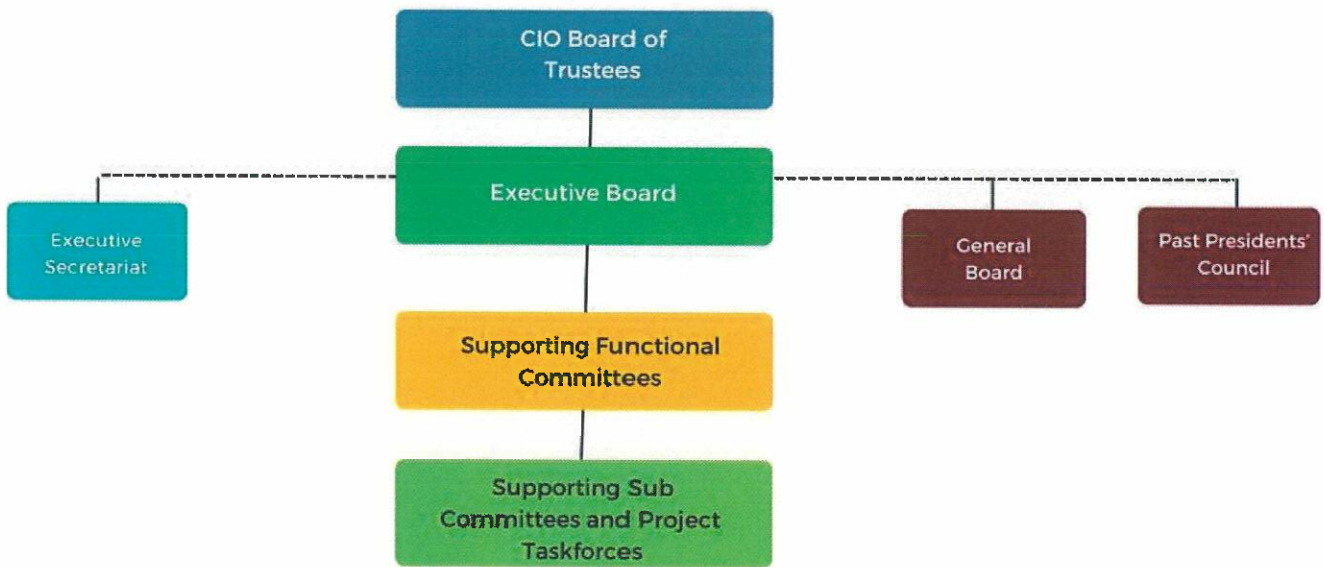 CIO Board of
Trustees
Executive Board
Executive
Secretariat
General
Board
Past Presidents'
Council
Supporting Functional
Committees
Supporting Sub
Committees and Project
Taskforces